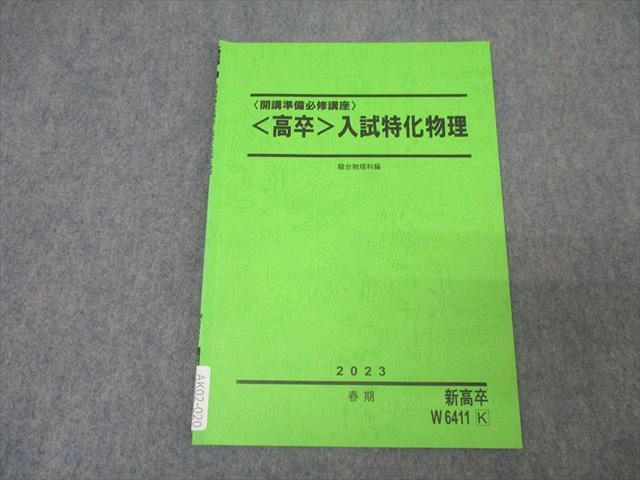 〈開講準備必修講座〉
＜高卒＞入試特化物理
駿台物理科編
2023
春期
新高卒
W6411 K
AK02-020